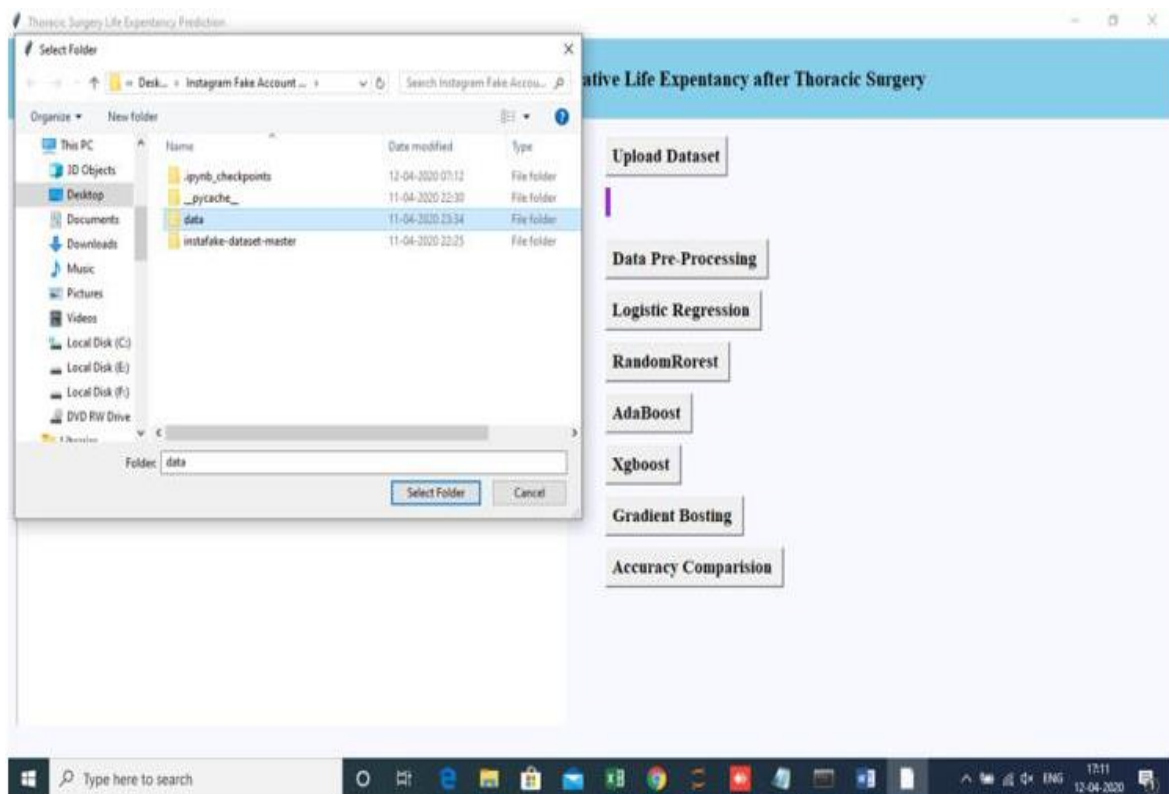 Thoracic Surgery Life Expentancy Prediction
Select Folder
« Desk... › Instagram Fake Account ... ›
Search Instagram Fake Accou...
Organize
New folder
This PC
3D Objects
Desktop
Documents
Downloads
Music
Pictures
Videos
Local Disk (C:)
Local Disk (E:)
Local Disk (F:)
DVD RW Drive
Name Date modified Type
.ipynb_checkpoints 12-04-2020 07:12 File folder
__pycache__ 11-04-2020 22:30 File folder
data 11-04-2020 23:34 File folder
instafake-dataset-master 11-04-2020 22:25 File folder
Folder: data
Select Folder
Cancel
ative Life Expentancy after Thoracic Surgery
Upload Dataset
Data Pre-Processing
Logistic Regression
RandomRorest
AdaBoost
Xgboost
Gradient Bosting
Accuracy Comparision
Type here to search
ENG
17:11
12-04-2020